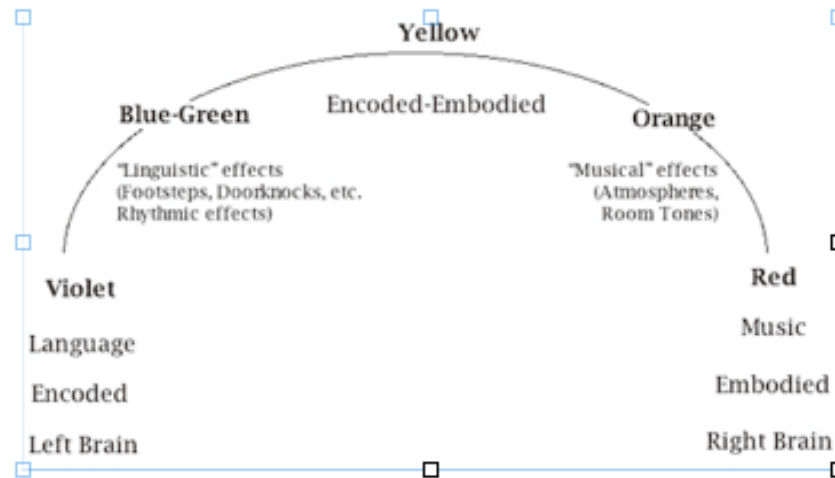 Yellow
Encoded-Embodied
Blue-Green
Orange
"Linguistic" effects
(Footsteps, Doorknocks, etc.
Rhythmic effects)
"Musical" effects
(Atmospheres,
Room Tones)
Violet
Language
Encoded
Left Brain
Red
Music
Embodied
Right Brain